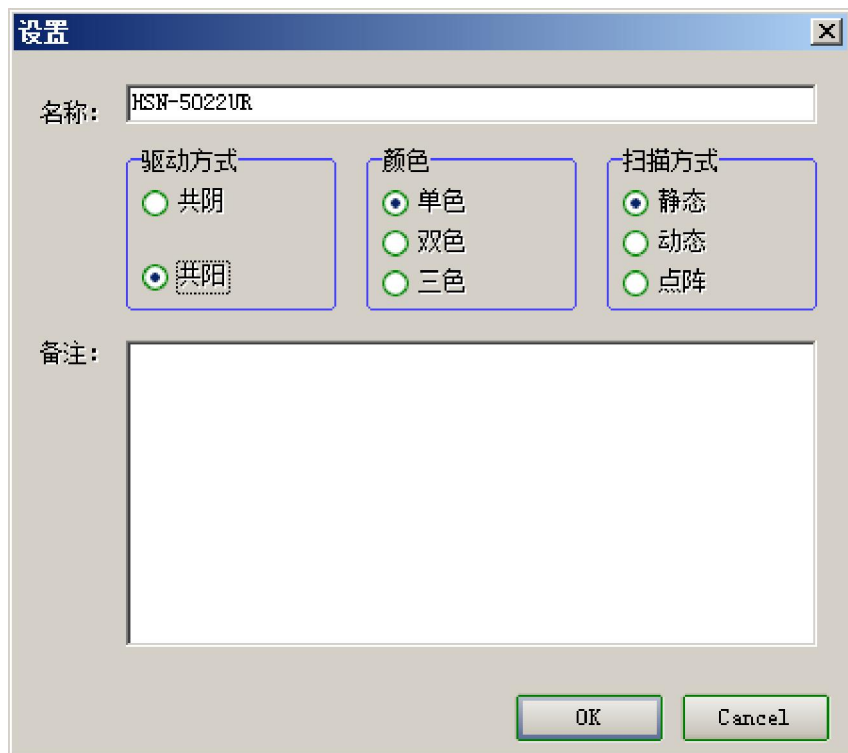 设置
名称：
HSN-5022UR
驱动方式
共阴
共阳
颜色
单色
双色
三色
扫描方式
静态
动态
点阵
备注：
OK
Cancel